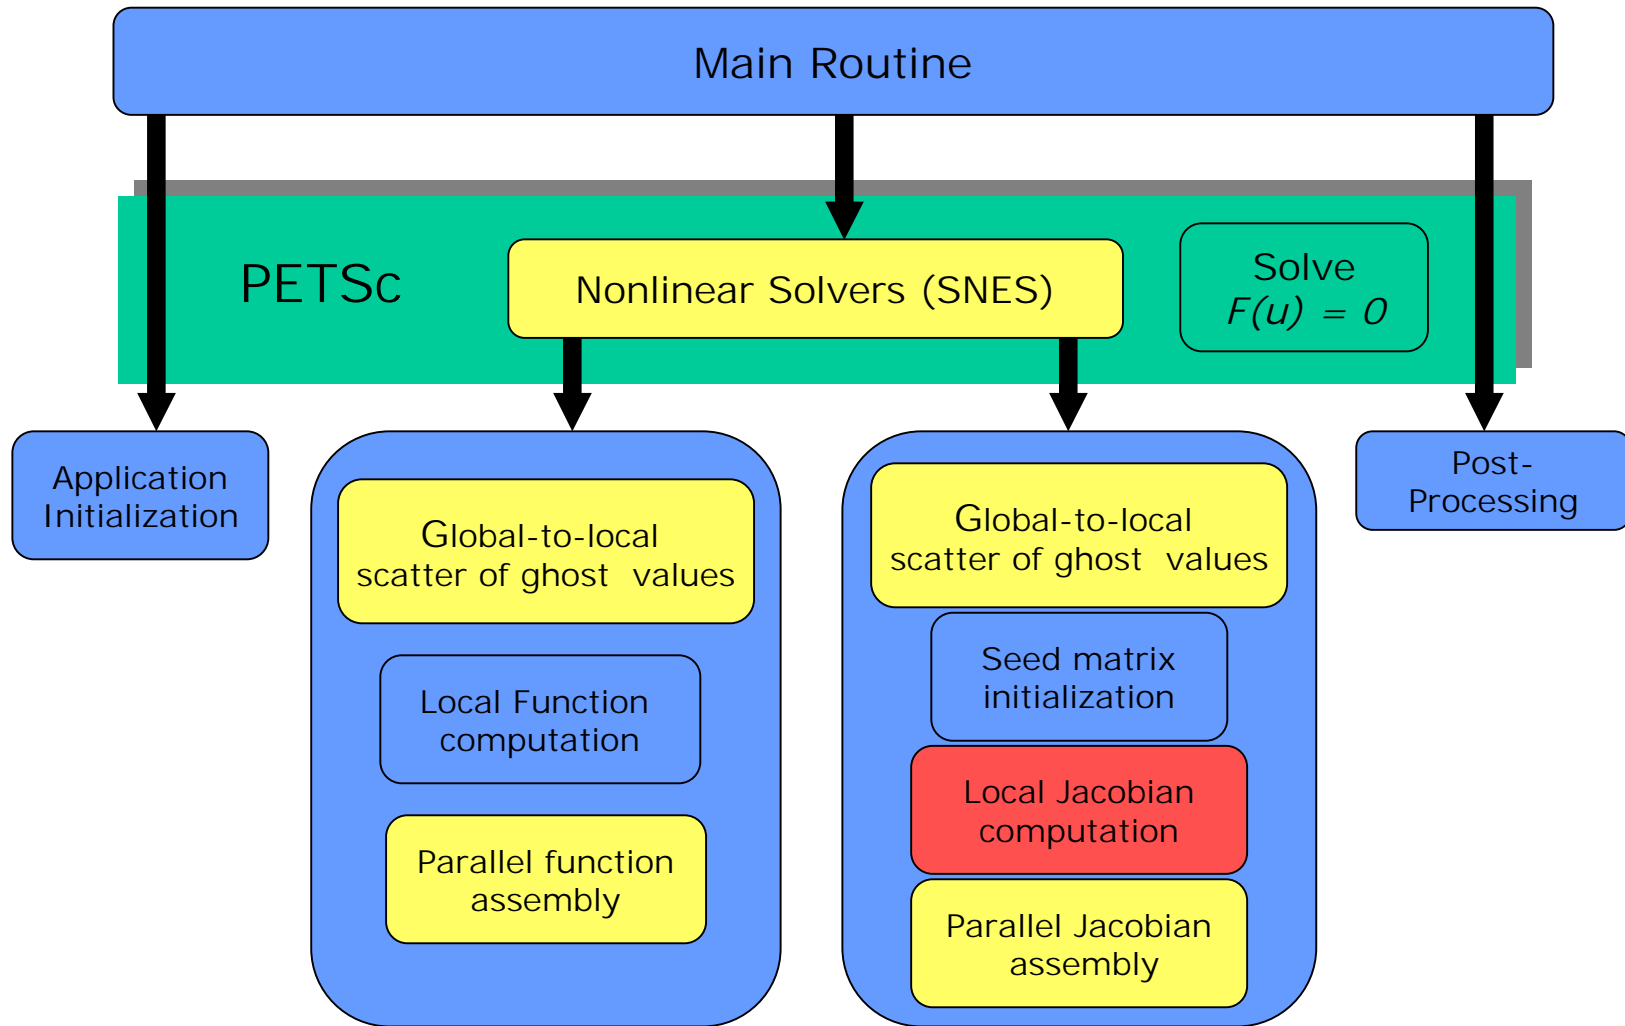 Main Routine
PETSc
Nonlinear Solvers (SNES)
Solve
F(u) = 0
Application
Initialization
Global-to-local
scatter of ghost values
Local Function
computation
Parallel function
assembly
Global-to-local
scatter of ghost values
Seed matrix
initialization
Local Jacobian
computation
Parallel Jacobian
assembly
Post-
Processing